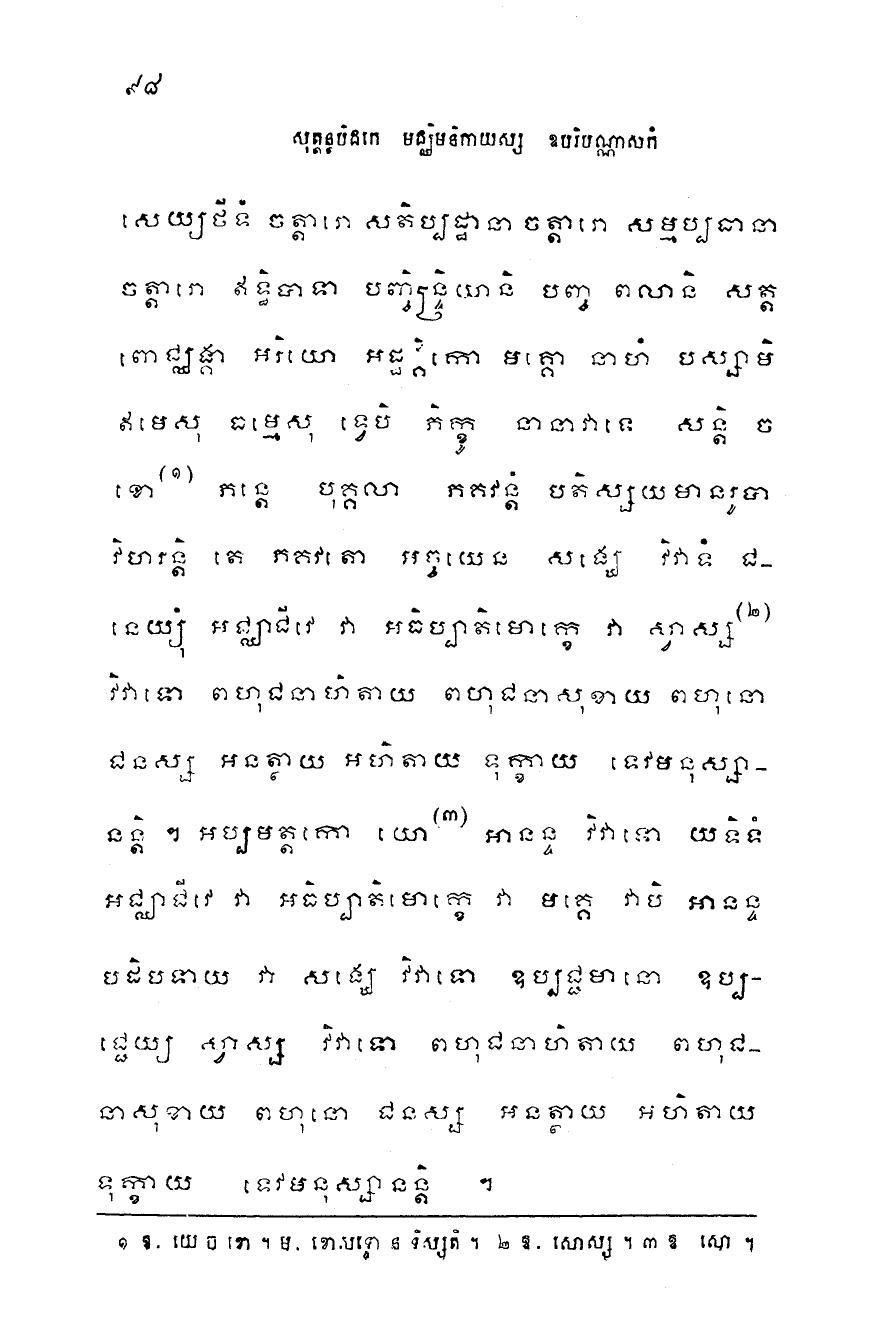 ៩៨
សុត្តន្តបិដកេ មជ្ឈិមនិកាយស្ស ឧបរិបណ្ណាសកំ
សេយ្យថីទំ ចត្តារោ សតិប្បដ្ឋានា ចត្តារោ សម្មប្បធានា
ចត្តារោ ឥទ្ធិបាទា បញ្ចិន្ទ្រិយានិ បញ្ច ពលានិ សត្ត
ពោជ្ឈង្គា អរិយោ អដ្ឋង្គិកោ មគ្គោ នាហំ បស្សាមិ
ឥមេសុ ធម្មេសុ ទ្វេបិ ភិក្ខូ នានាវាទេ សន្តិ ច
ខោ(១) ភន្តេ បុគ្គលា ភគវន្តំ បតិស្សយមានរូបា
វិហរន្តិ តេ ភគវតោ អច្ចយេន សង្ឃេ វិវាទំ ជ-
នេយ្យុំ អជ្ឈាជីវេ វា អធិប្បាតិមោក្ខេ វា ស្វាស្ស(២)
វិវាទោ ពហុជនាហិតាយ ពហុជនាសុខាយ ពហុនោ
ជនស្ស អនត្ថាយ អហិតាយ ទុក្ខាយ ទេវមនុស្សា-
នន្តិ ។ អប្បមត្តកោ យោ(៣) អានន្ទ វិវាទោ យទិទំ
អជ្ឈាជីវេ វា អធិប្បាតិមោក្ខេ វា មគ្គេ វាបិ អានន្ទ
បដិបទាយ វា សង្ឃេ វិវាទោ ឧប្បជ្ជមានោ ឧប្ប-
ជ្ជេយ្យ ស្វាស្ស វិវាទោ ពហុជនាហិតាយ ពហុជ-
នាសុខាយ ពហុនោ ជនស្ស អនត្ថាយ អហិតាយ
ទុក្ខាយ ទេវមនុស្សានន្តិ ។
១ ឱ. យេ ច តោ ។ ម. ខោ.បទ្ទោ ន ទិស្សតិ ។ ២ ឱ. សោស្សុ ។ ៣ ឱ សោ ។